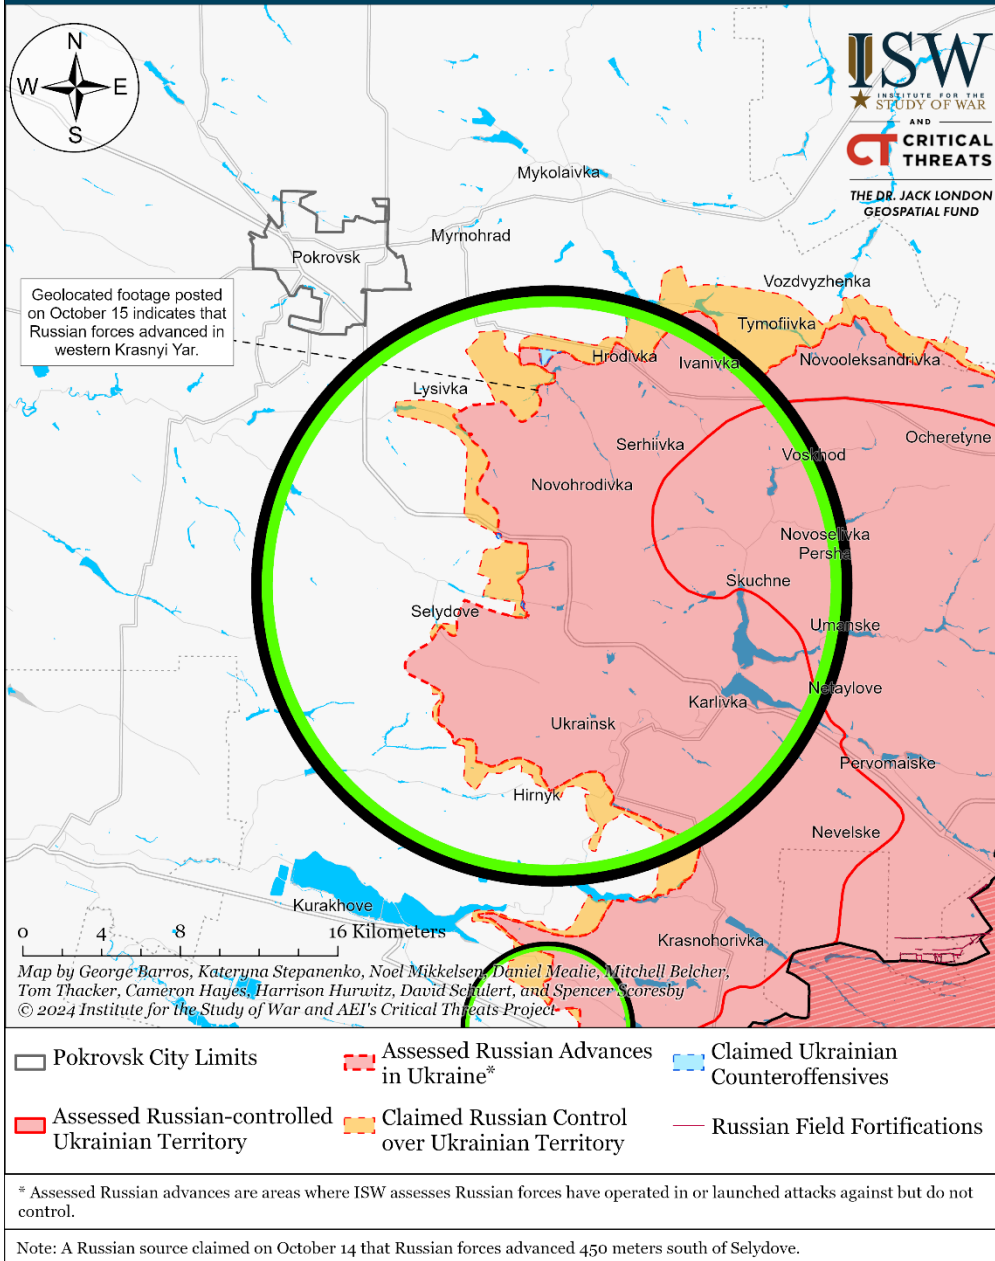 N
W E
S
ISW
INSTITUTE FOR THE
STUDY OF WAR
AND
CT CRITICAL
THREATS
THE DR. JACK LONDON
GEOSPATIAL FUND
Mykolaivka
Myrnohrad
Pokrovsk
Vozdvyzhenka
Geolocated footage posted
on October 15 indicates that
Russian forces advanced in
western Krasnyi Yar.
Tymofiivka
Hrodivka
Ivanivka
Novooleksandrivka
Lysivka
Serhiivka
Ocheretyne
Voskhod
Novohrodivka
Novoselivka
Persha
Skuchne
Selydove
Umanske
Netaylove
Karlivka
Ukrainsk
Pervomaiske
Hirnyk
Nevelske
Kurakhove
Krasnohorivka
0 4 8 16 Kilometers
Map by George Barros, Kateryna Stepanenko, Noel Mikkelsen, Daniel Mealie, Mitchell Belcher,
Tom Thacker, Cameron Hayes, Harrison Hurwitz, David Schulert, and Spencer Scoresby
© 2024 Institute for the Study of War and AEI's Critical Threats Project
Pokrovsk City Limits
Assessed Russian Advances
in Ukraine*
Claimed Ukrainian
Counteroffensives
Assessed Russian-controlled
Ukrainian Territory
Claimed Russian Control
over Ukrainian Territory
Russian Field Fortifications
* Assessed Russian advances are areas where ISW assesses Russian forces have operated in or launched attacks against but do not
control.
Note: A Russian source claimed on October 14 that Russian forces advanced 450 meters south of Selydove.